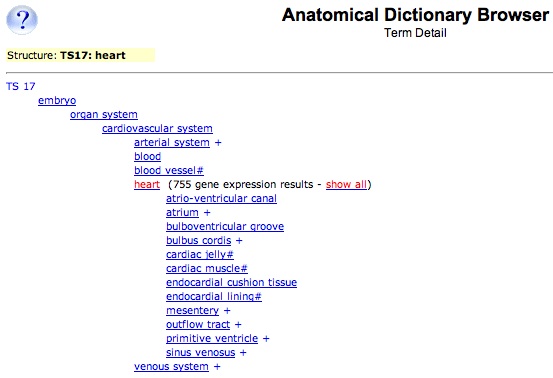 ?
Anatomical Dictionary Browser
Term Detail
Structure: TS17: heart
TS 17
embryo
organ system
cardiovascular system
arterial system +
blood
blood vessel#
heart (755 gene expression results - show all)
atrio-ventricular canal
atrium +
bulboventricular groove
bulbus cordis +
cardiac jelly#
cardiac muscle#
endocardial cushion tissue
endocardial lining#
mesentery +
outflow tract +
primitive ventricle +
sinus venosus +
venous system +